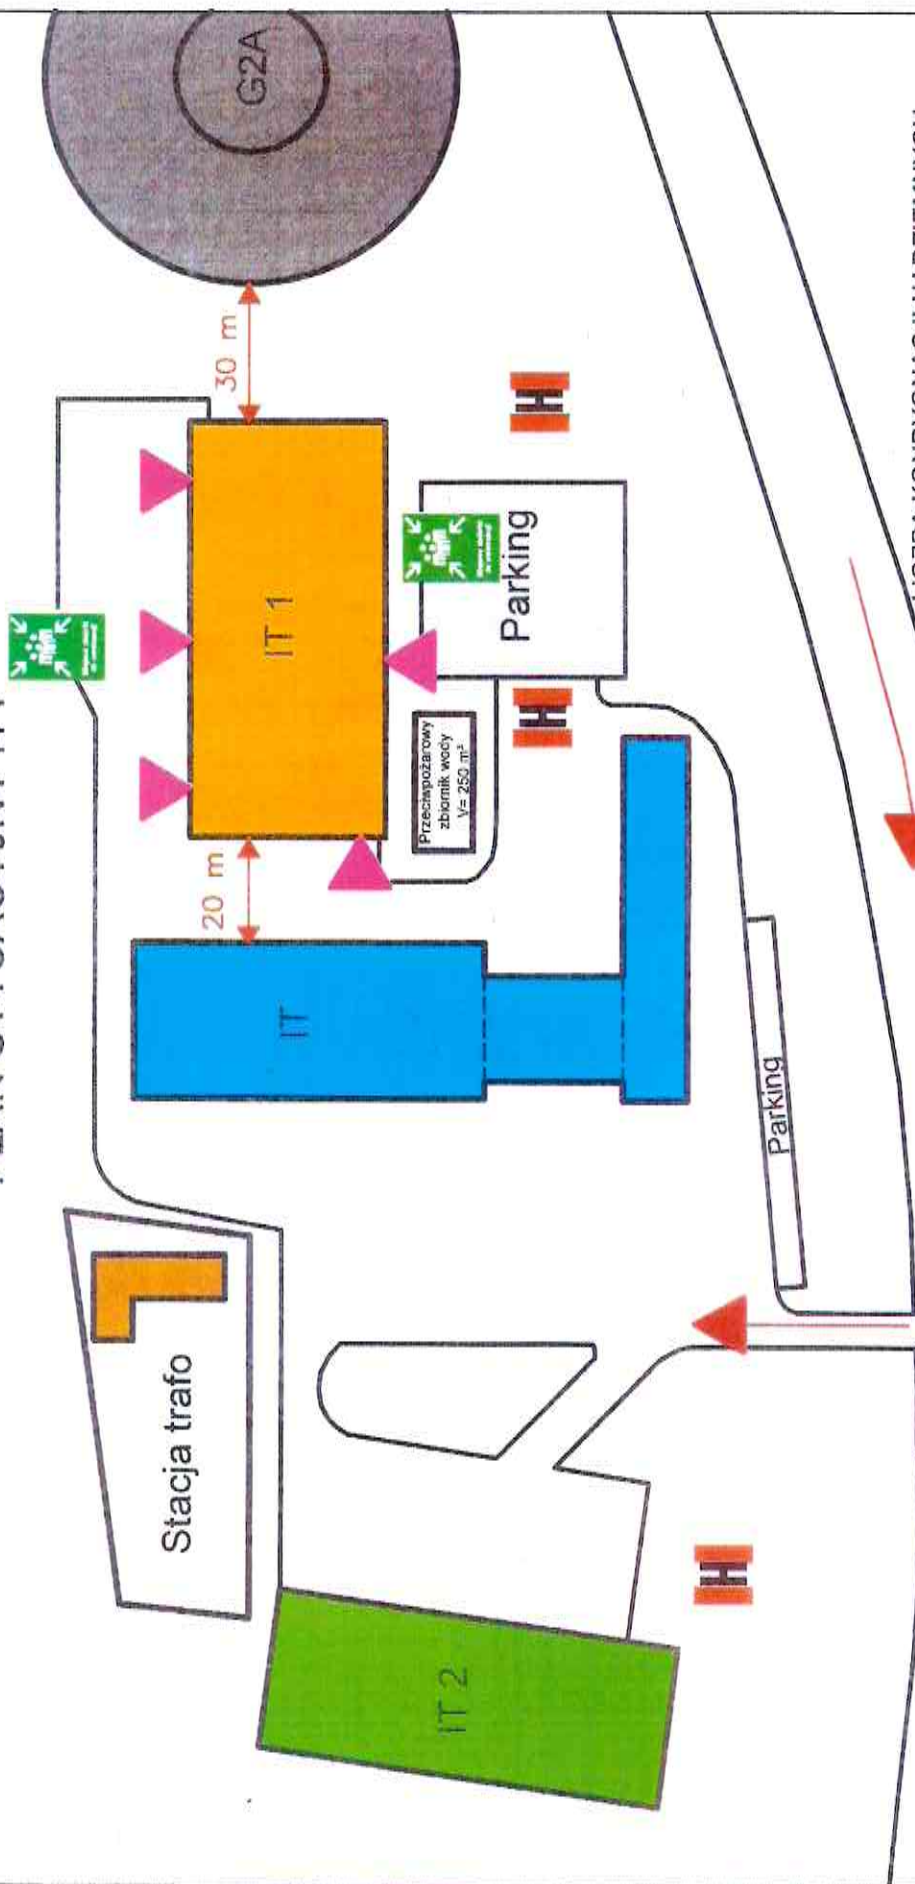 Stacja trafo
20 m
30 m
G2A
IT 1
IT
IT 2
Przeciwpożarowy
zbiornik wody
V= 250 m³
Parking
H
H
H
Parking